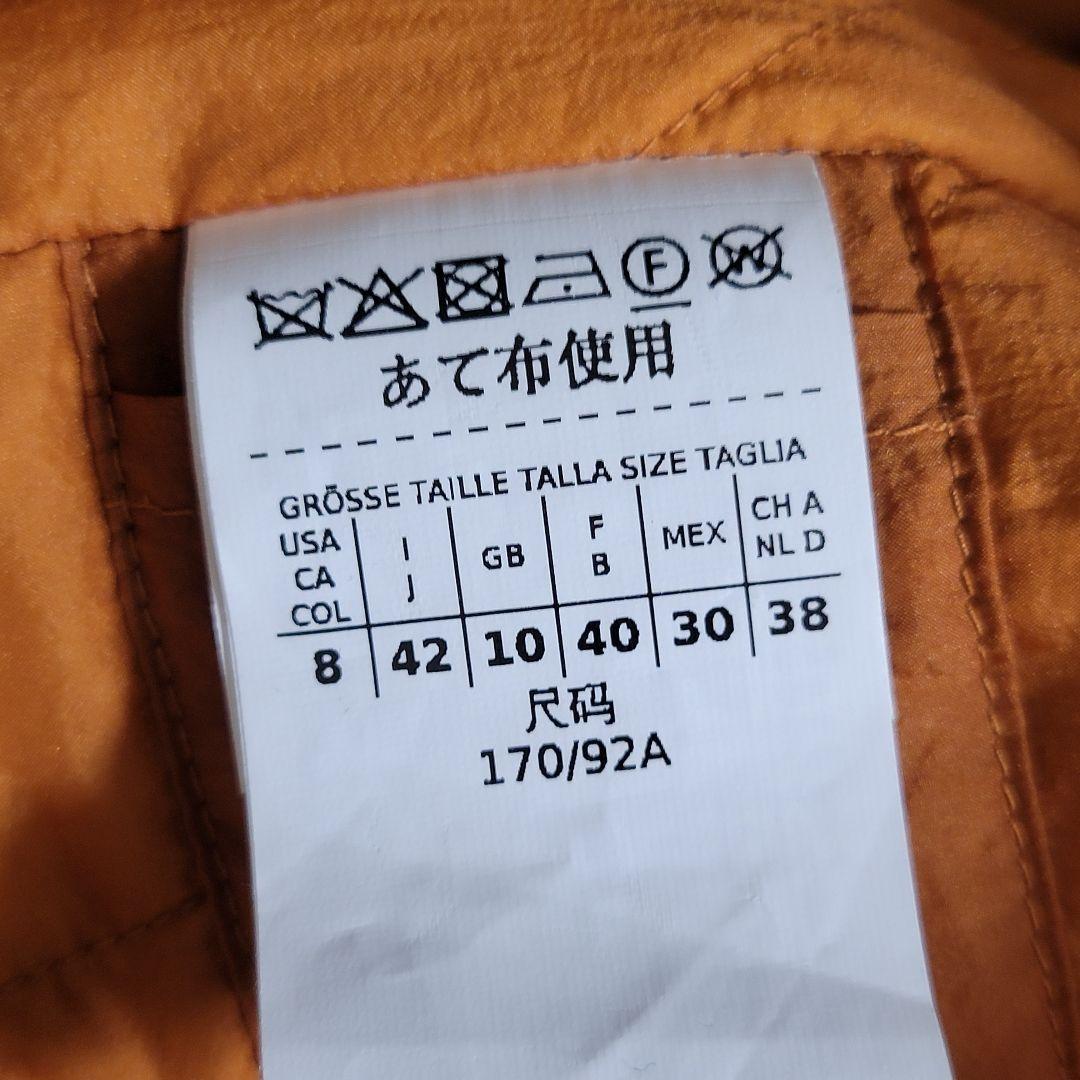 F W
あて布使用
GRÖSSE TAILLE TALLA SIZE TAGLIA
USA CA COL
I J
GB
F B
MEX
CH A NL D
8 42 10 40 30 38
尺码
170/92A